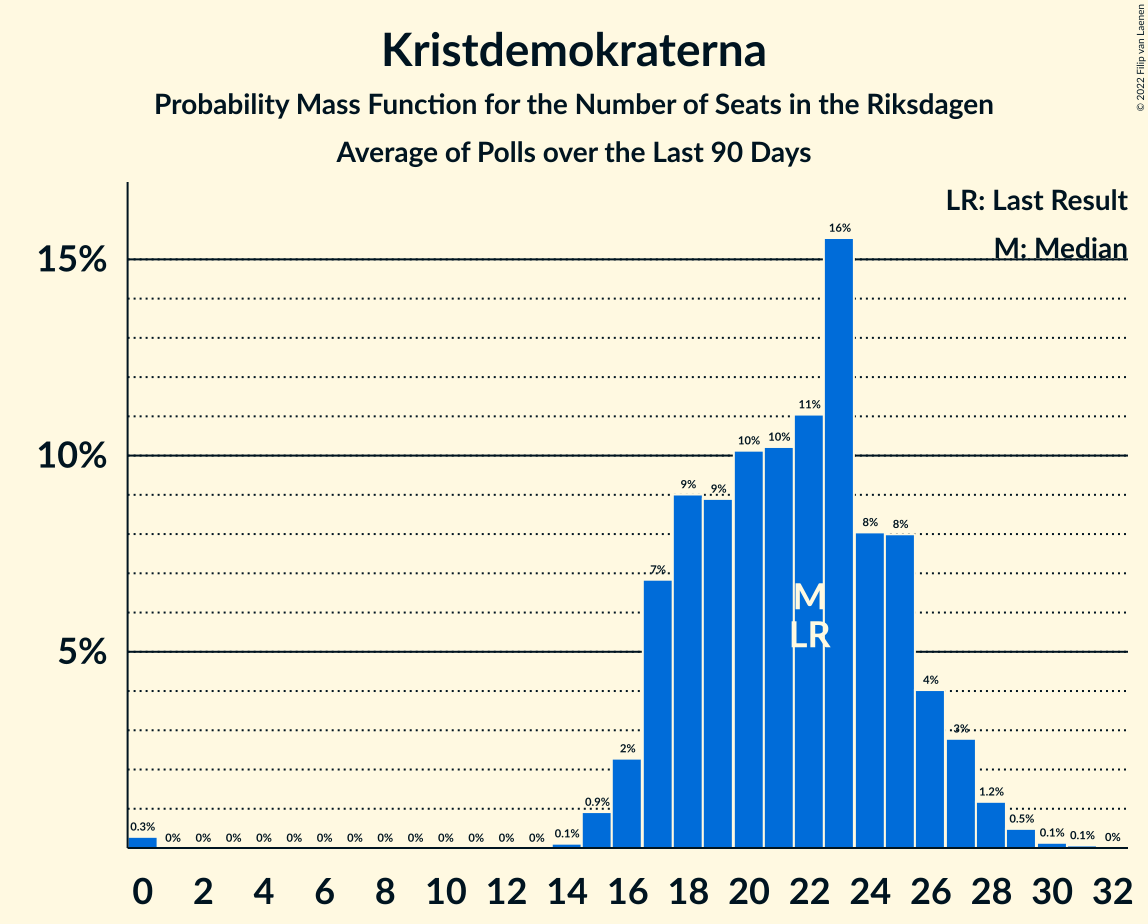 Kristdemokraterna
Probability Mass Function for the Number of Seats in the Riksdagen
Average of Polls over the Last 90 Days
© 2022 Filip van Laenen
LR: Last Result
M: Median
15%
10%
5%
0.3% 0% 0% 0% 0% 0% 0% 0% 0% 0% 0% 0% 0% 0% 0.1% 0.9% 2% 7% 9% 9% 10% 10% 11% 16% 8% 8% 4% 3% 1.2% 0.5% 0.1% 0.1% 0%
M
LR
0 2 4 6 8 10 12 14 16 18 20 22 24 26 28 30 32